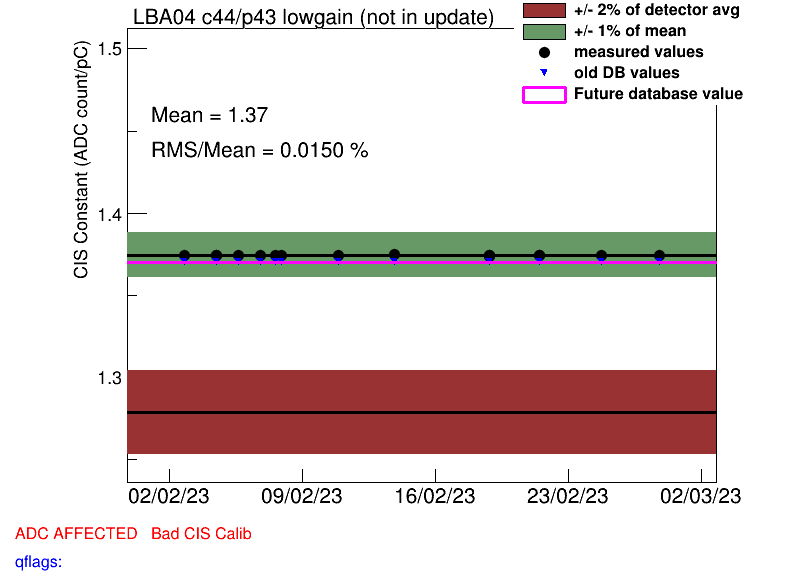 LBA04 c44/p43 lowgain (not in update)
+/- 2% of detector avg
+/- 1% of mean
measured values
old DB values
Future database value
CIS Constant (ADC count/pC)
1.5
1.4
1.3
Mean = 1.37
RMS/Mean = 0.0150 %
02/02/23 09/02/23 16/02/23 23/02/23 02/03/23
ADC AFFECTED Bad CIS Calib
qflags: